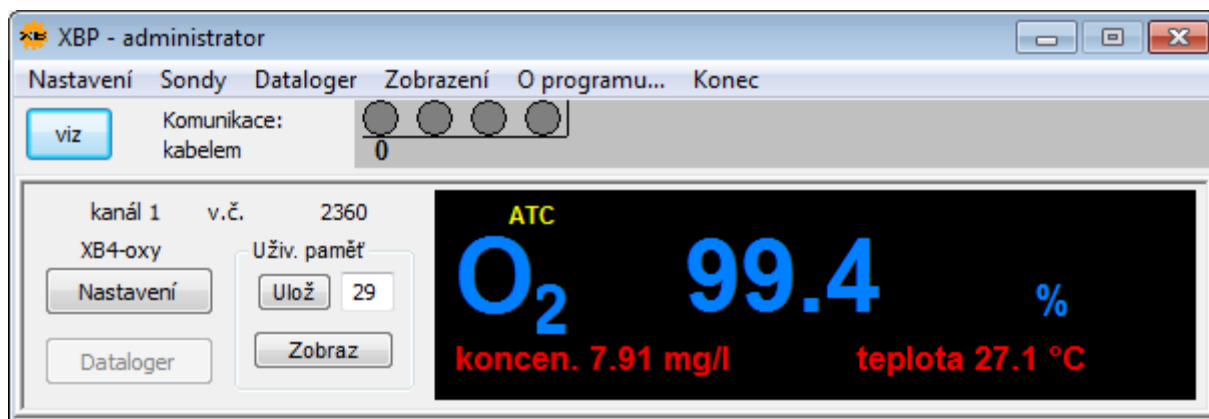 XB XBP - administrator
Nastavení Sondy Dataloger Zobrazení O programu... Konec
viz
Komunikace:
kabelem
0
kanál 1 v.č. 2360
XB4-oxy
Nastavení
Dataloger
Uživ. paměť
Ulož 29
Zobraz
ATC
O2 99.4 %
koncen. 7.91 mg/l teplota 27.1 °C